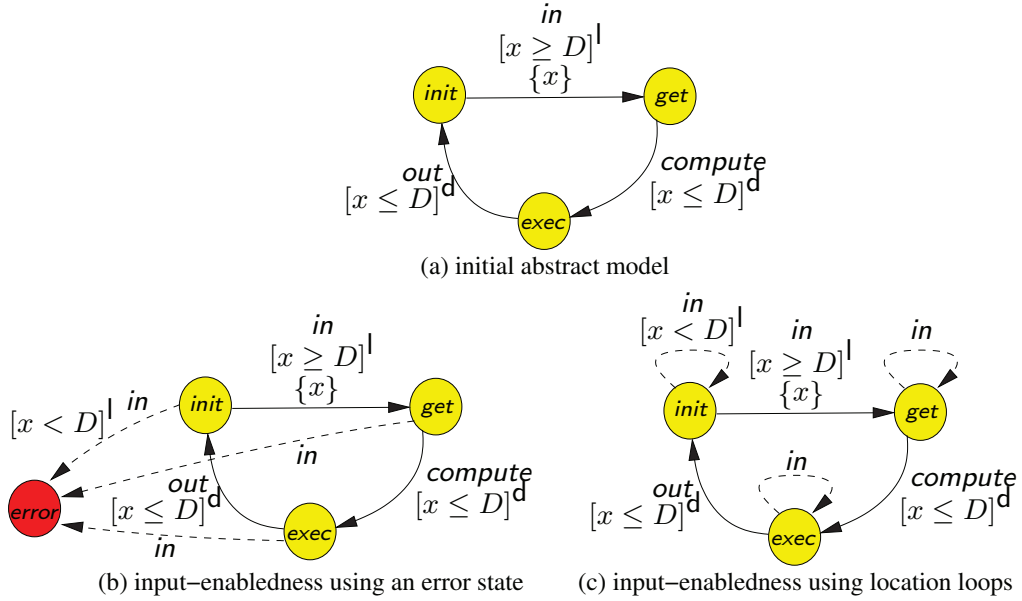 in
[x ≥ D]^l
{x}
init
get
out
[x ≤ D]^d
compute
[x ≤ D]^d
exec
(a) initial abstract model
in
[x ≥ D]^l
{x}
init
get
in
[x < D]^l
in
out
[x ≤ D]^d
compute
[x ≤ D]^d
error
exec
in
(b) input−enabledness using an error state
in
[x < D]^l
in
[x ≥ D]^l
{x}
in
init
get
in
out
[x ≤ D]^d
compute
[x ≤ D]^d
exec
(c) input−enabledness using location loops